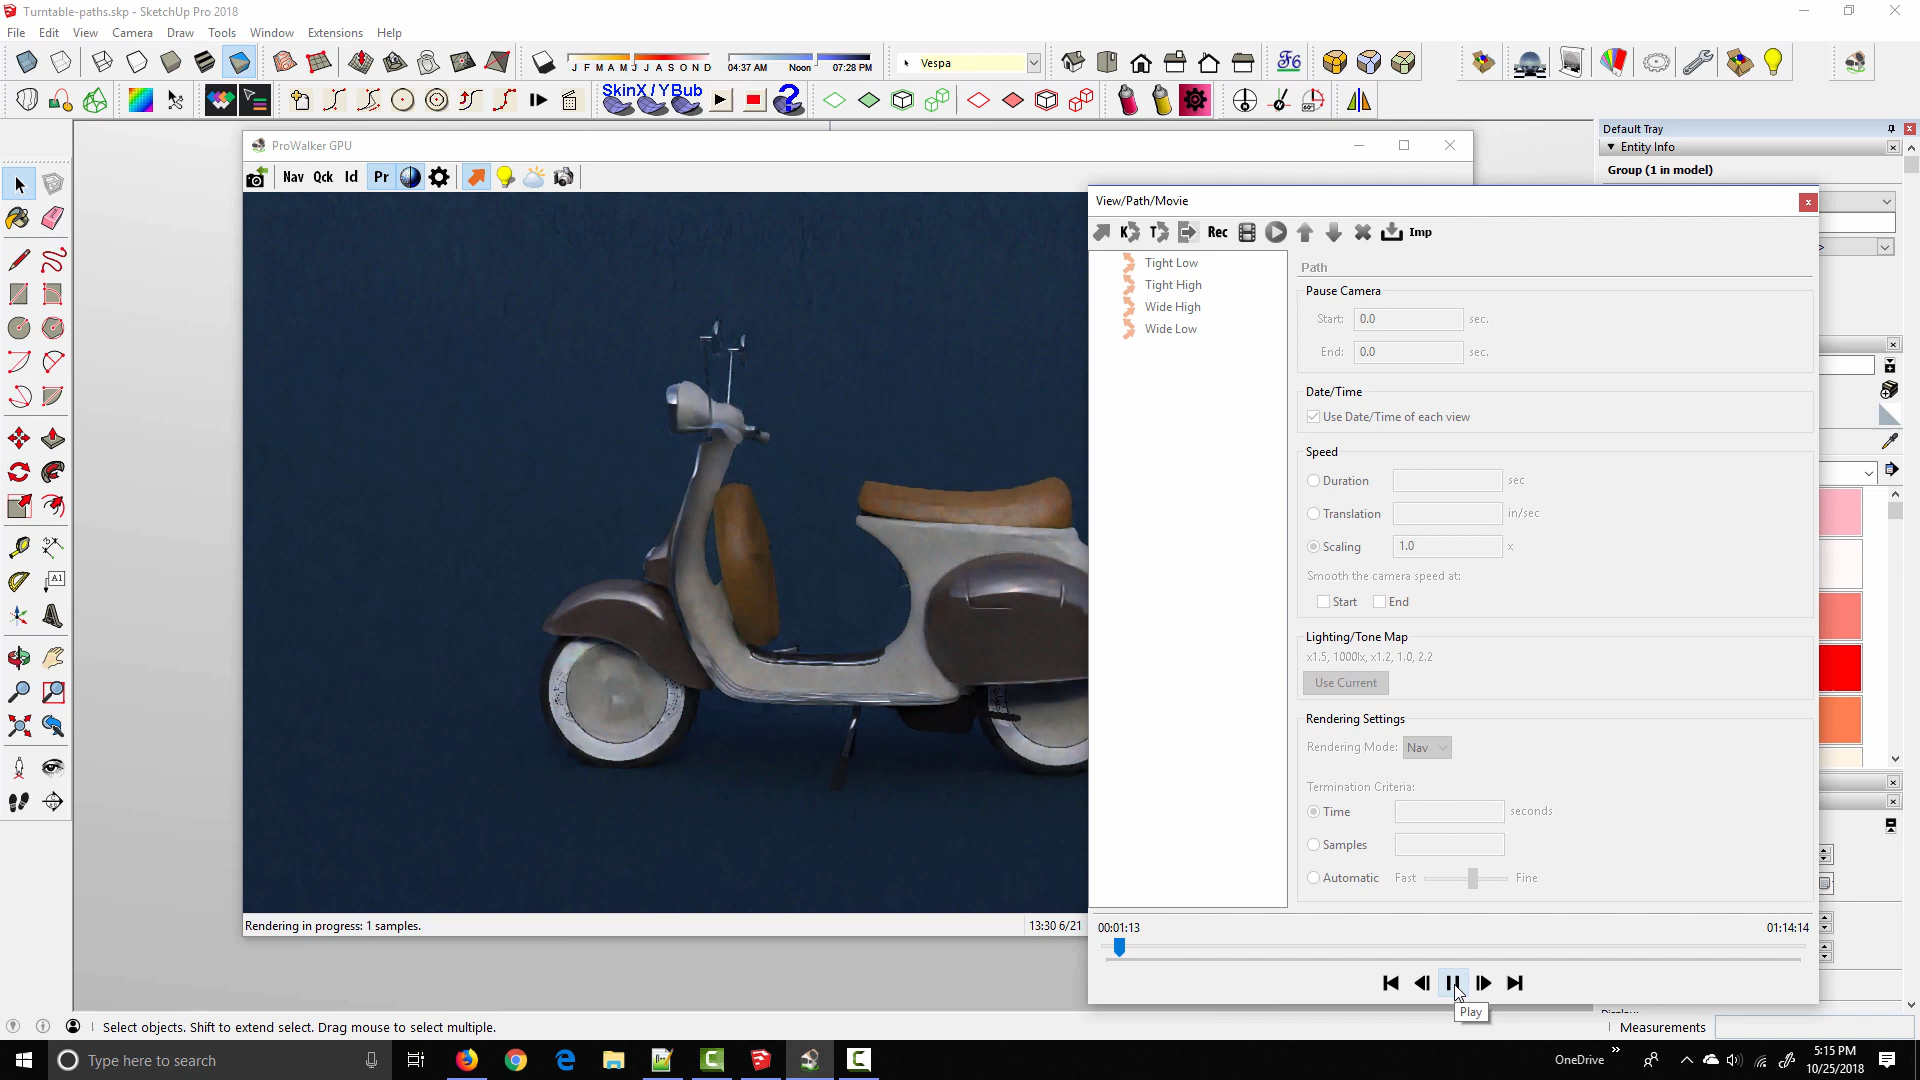 Turntable-paths.skp - SketchUp Pro 2018
File Edit View Camera Draw Tools Window Extensions Help
J F M A M J J A S O N D
04:37 AM Noon 07:28 PM
Vespa
SkinX / YBub
Default Tray
Entity Info
Group (1 in model)
ProWalker GPU
Nav Qck Id Pr
View/Path/Movie
K T Rec Imp
Tight Low
Tight High
Wide High
Wide Low
Path
Pause Camera
Start: 0.0 sec.
End: 0.0 sec.
Date/Time
Use Date/Time of each view
Speed
Duration sec
Translation in/sec
Scaling 1.0 x
Smooth the camera speed at:
Start End
Lighting/Tone Map
x1.5, 1000lx, x1.2, 1.0, 2.2
Use Current
Rendering Settings
Rendering Mode: Nav
Termination Criteria:
Time seconds
Samples
Automatic Fast Fine
00:01:13 01:14:14
Play
Rendering in progress: 1 samples.
13:30 6/21
A1
Select objects. Shift to extend select. Drag mouse to select multiple.
Measurements
Type here to search
OneDrive
5:15 PM
10/25/2018